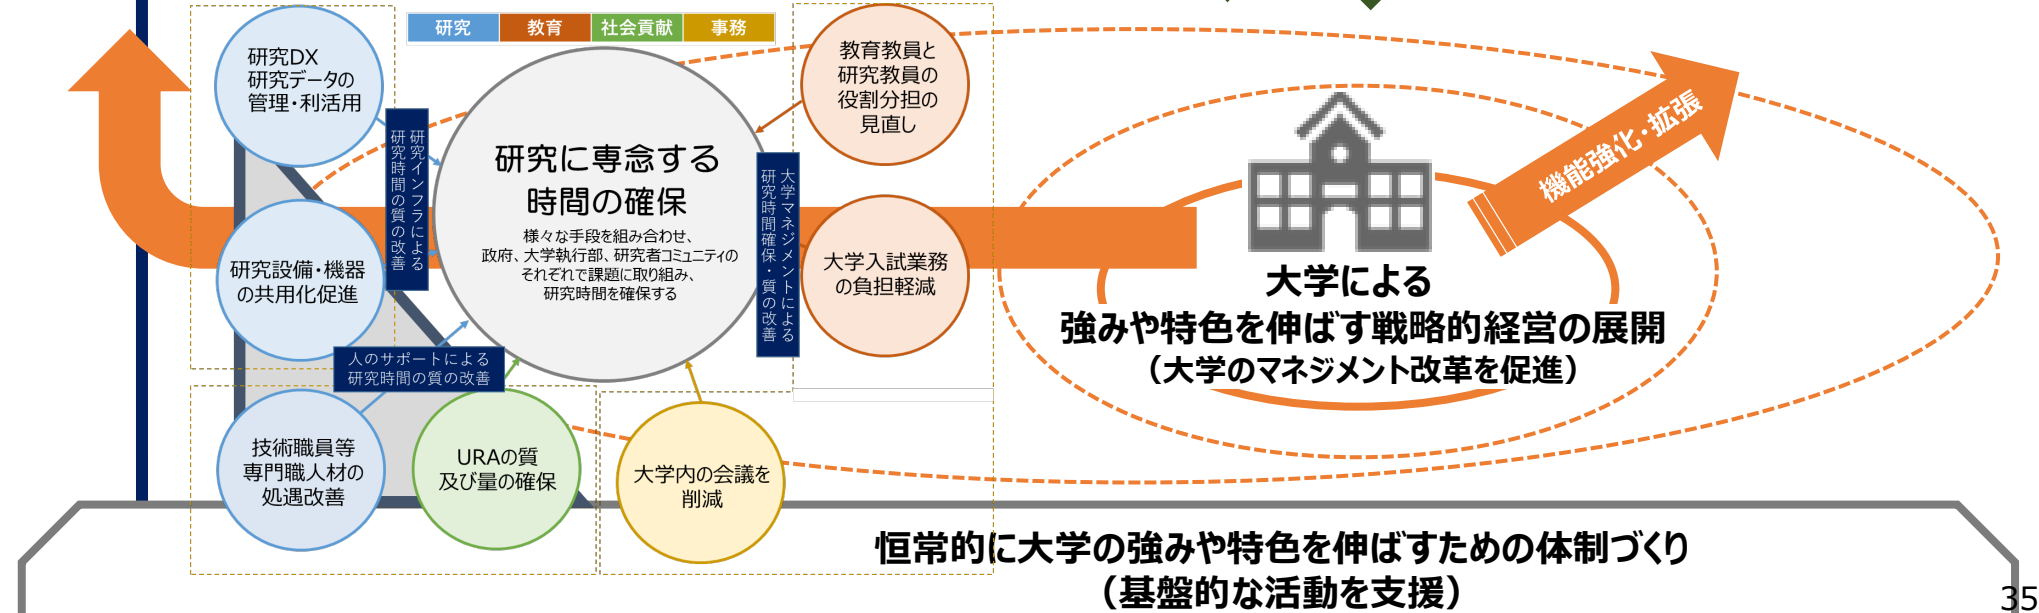 研究
教育
社会貢献
事務
研究DX
研究データの
管理・利活用
研究設備・機器
の共用化促進
技術職員等
専門職人材の
処遇改善
URAの質
及び量の確保
大学内の会議を
削減
教育教員と
研究教員の
役割分担の
見直し
大学入試業務
の負担軽減
研究インフラによる
研究時間の質の改善
人のサポートによる
研究時間の質の改善
大学マネジメントによる
研究時間確保・質の改善
研究に専念する
時間の確保
様々な手段を組み合わせ、
政府、大学執行部、研究者コミュニティの
それぞれで課題に取り組み、
研究時間を確保する
機能強化・拡張
大学による
強みや特色を伸ばす戦略的経営の展開
（大学のマネジメント改革を促進）
恒常的に大学の強みや特色を伸ばすための体制づくり
（基盤的な活動を支援）
35